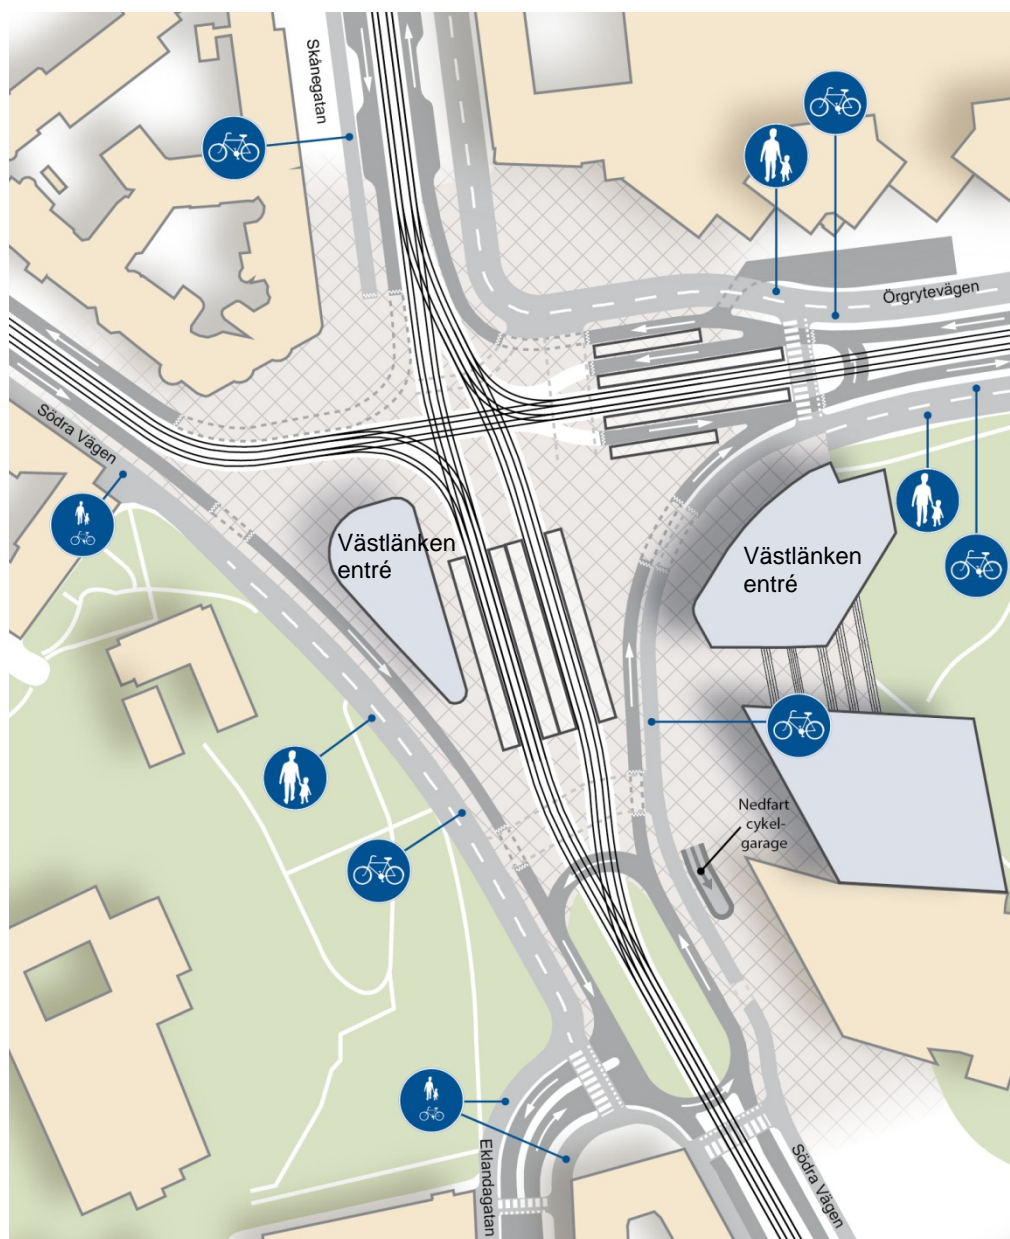 Skånegatan
Örgrytevägen
Södra Vägen
Västlänken
entré
Västlänken
entré
Nedfart
cykel-
garage
Eklandagatan
Södra Vägen